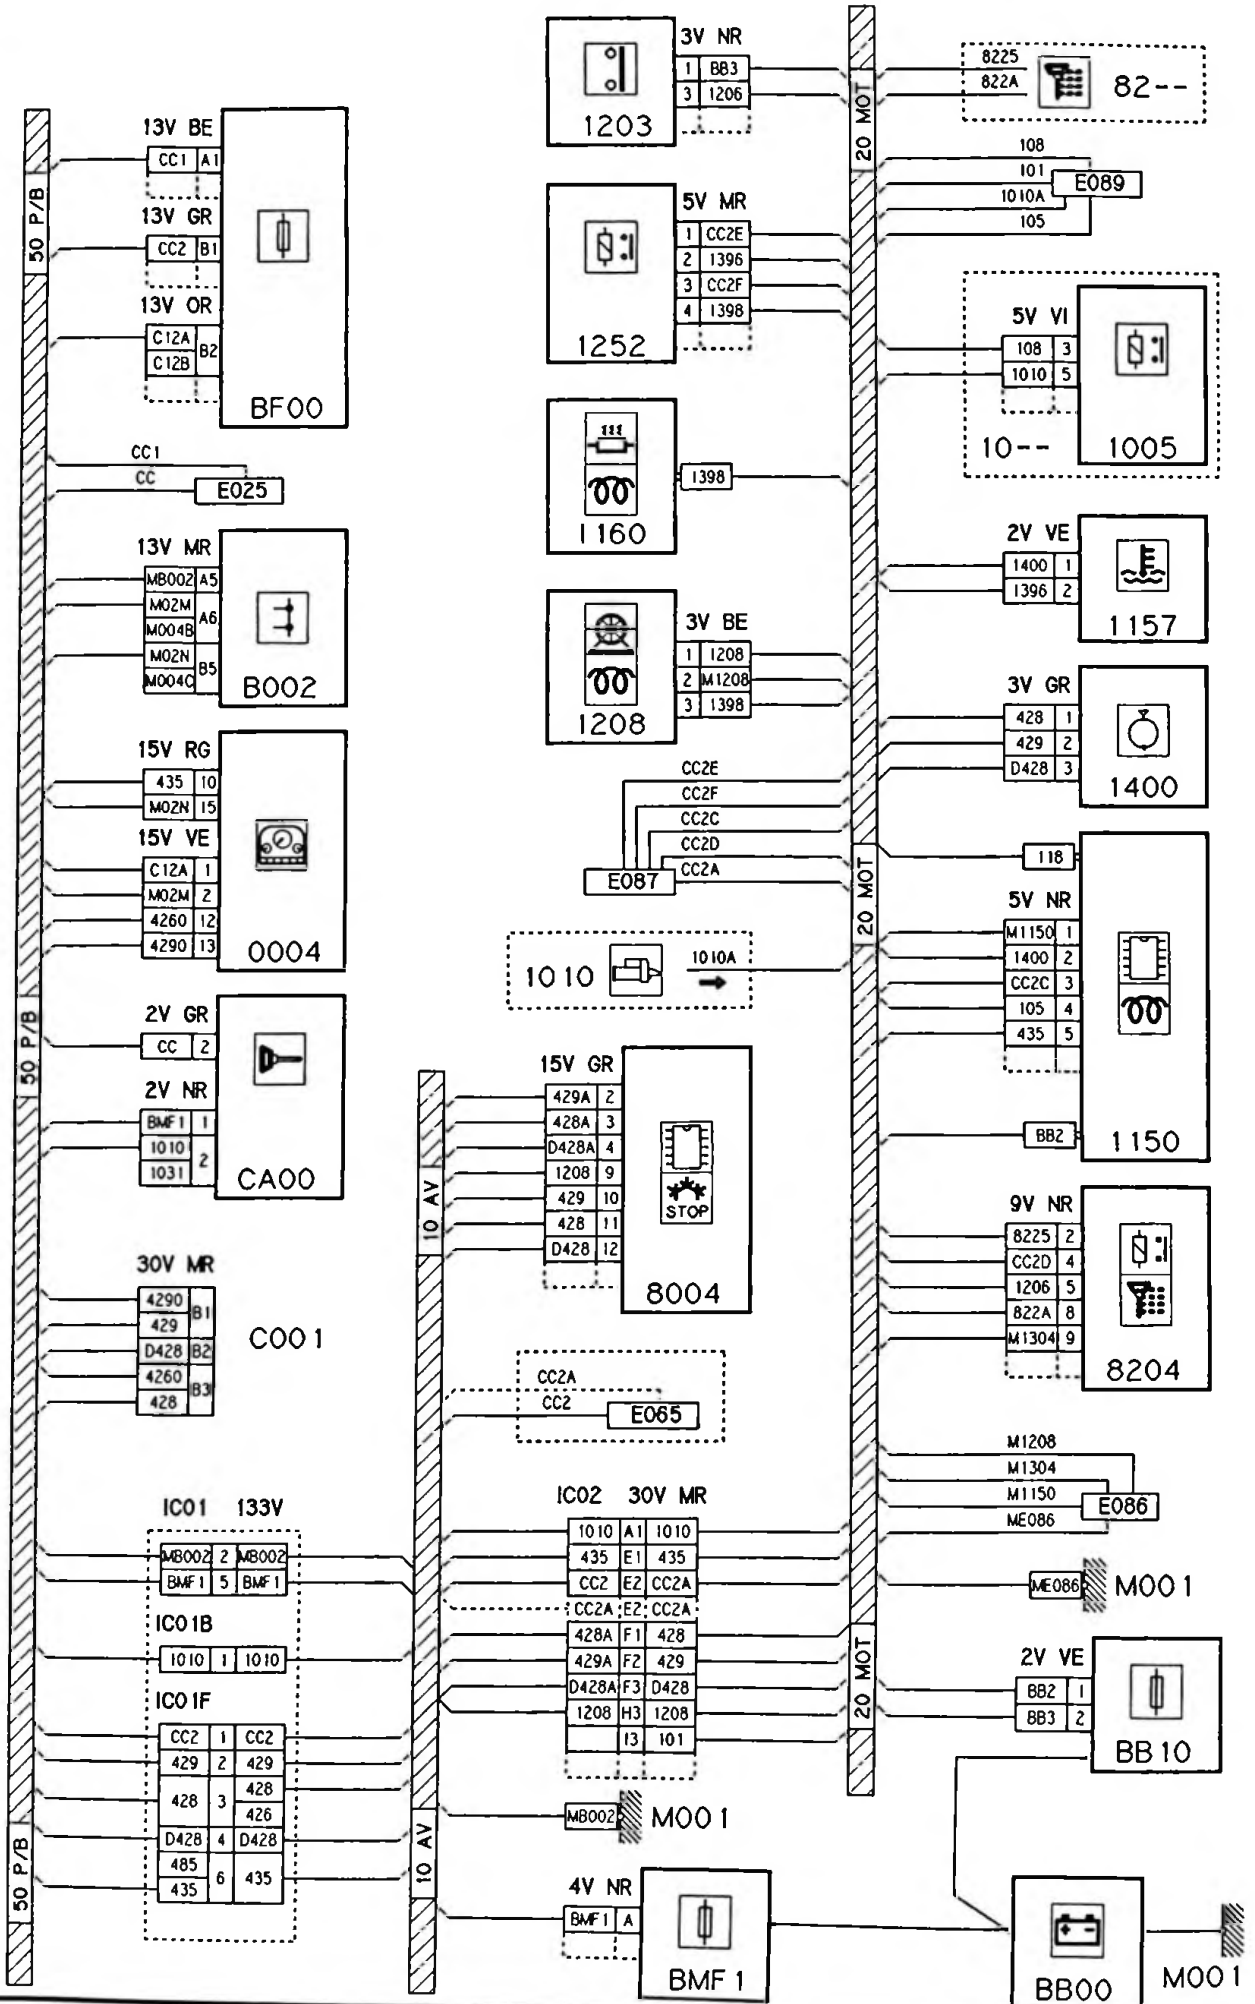 50 P/B
13V BE
CC1 A1
13V GR
CC2 B1
13V OR
C12A
B2
C12B
BF00
CC1
CC
E025
13V MR
MB002 A5
M02M
A6
M004B
M02N
B5
M004C
B002
15V RG
435 10
M02N 15
15V VE
C12A 1
M02M 2
4260 12
4290 13
0004
50 P/B
2V GR
CC 2
2V NR
BMF1 1
1010
2
1031
CA00
30V MR
4290
B1
429
D428 B2
4260
B3
428
C001
IC01 133V
MB002 2 MB002
BMF1 5 BMF1
IC01B
1010 1 1010
IC01F
CC2 1 CC2
429 2 429
428 3 428
426
D428 4 D428
485
6 435
435
50 P/B
3V NR
1 BB3
3 1206
1203
5V MR
1 CC2E
2 1396
3 CC2F
4 1398
1252
1398
1160
3V BE
1 1208
2 M1208
3 1398
1208
CC2E
CC2F
CC2C
CC2D
CC2A
E087
1010
1010A
10 AV
15V GR
429A 2
428A 3
D428A 4
1208 9
429 10
428 11
D428 12
STOP
8004
CC2A
CC2
E065
IC02 30V MR
1010 A1 1010
435 E1 435
CC2 E2 CC2A
CC2A E2 CC2A
428A F1 428
429A F2 429
D428A F3 D428
1208 H3 1208
I3 101
MB002
M001
10 AV
4V NR
BMF1 A
BMF1
20 MOT
8225
822A
82--
108
101
1010A
105
E089
5V VI
108 3
1010 5
10--
1005
2V VE
1400 1
1396 2
1157
3V GR
428 1
429 2
D428 3
1400
20 MOT
118
5V NR
M1150 1
1400 2
CC2C 3
105 4
435 5
BB2
1150
9V NR
8225 2
CC2D 4
1206 5
822A 8
M1304 9
8204
M1208
M1304
M1150
ME086
E086
ME086
M001
20 MOT
2V VE
BB2 1
BB3 2
BB10
+ -
BB00
M001